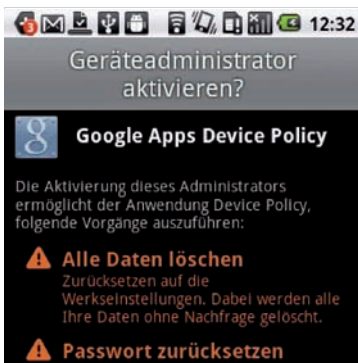 3
12:32
Geräteadministrator
aktivieren?
g
Google Apps Device Policy
Die Aktivierung dieses Administrators
ermöglicht der Anwendung Device Policy,
folgende Vorgänge auszuführen:
Alle Daten löschen
Zurücksetzen auf die
Werkseinstellungen. Dabei werden alle
Ihre Daten ohne Nachfrage gelöscht.
Passwort zurücksetzen